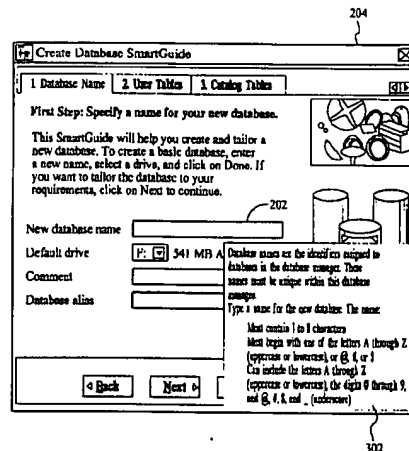 204
Create Database SmartGuide
1. Database Name
2. User Tables
3. Catalog Tables
First Step: Specify a name for your new database.
This SmartGuide will help you create and tailor a
new database. To create a basic database, enter
a new name, select a drive, and click on Done. If
you want to tailor the database to your
requirements, click on Next to continue.
202
New database name
Default drive
F:
541 MB A
Comment
Database alias
Database names are the identifiers assigned to
databases in the database manager. These
names must be unique within this database
manager.
Type a name for the new database. The name:
Must contain 1 to 8 characters
Must begin with one of the letters A through Z
(uppercase or lowercase), or @, #, or $
Can include the letters A through Z
(uppercase or lowercase), the digits 0 through 9,
and @, #, $, and _ (underscore)
Back
Next
302